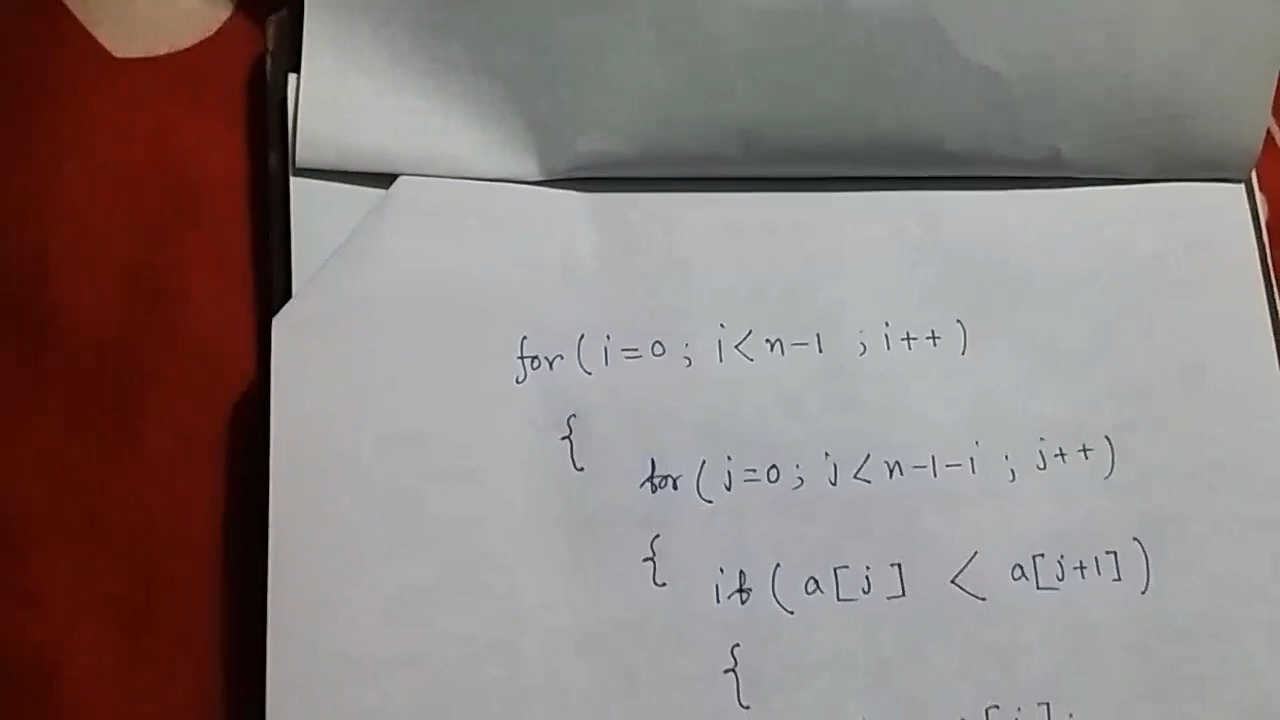 for(i=0; i<n-1 ; i++)
{
for(j=0; j<n-1-i ; j++)
{ if(a[j] < a[j+1])
{